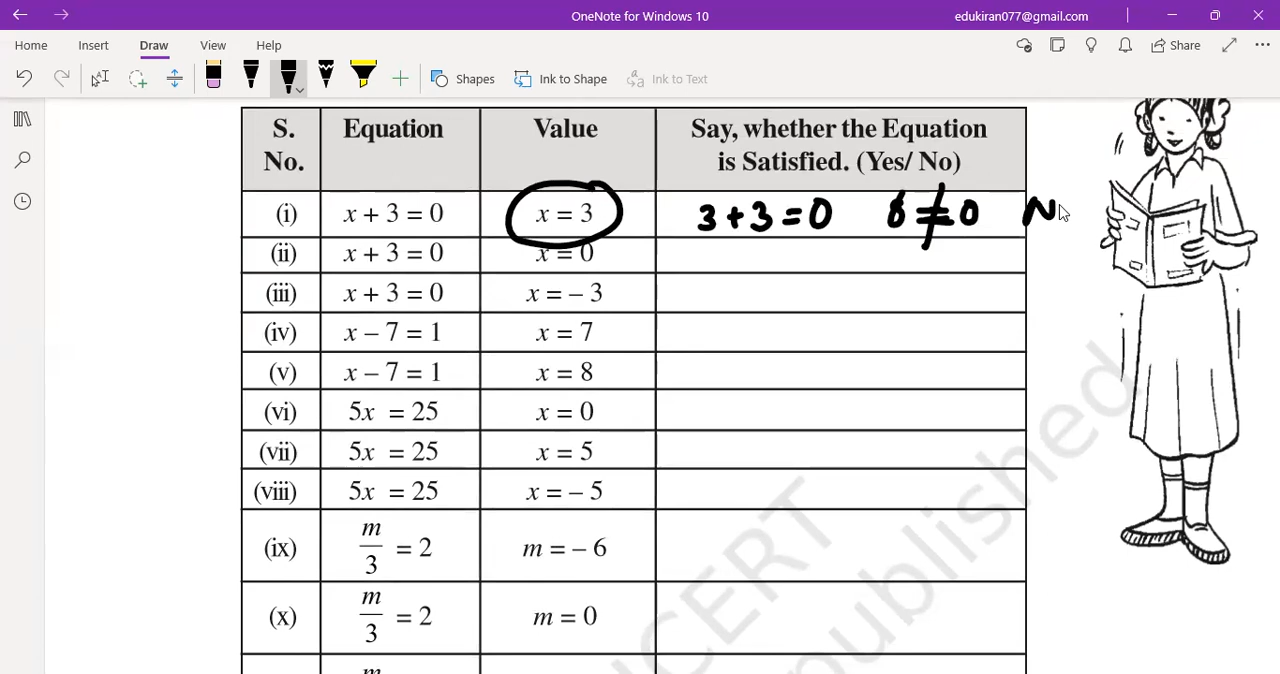 OneNote for Windows 10 edukiran077@gmail.com
Home Insert Draw View Help Share
Shapes Ink to Shape Ink to Text
S. No. Equation Value Say, whether the Equation is Satisfied. (Yes/ No)
(i) x + 3 = 0 x = 3 3 + 3 = 0 6 ≠ 0 N
(ii) x + 3 = 0 x = 0
(iii) x + 3 = 0 x = – 3
(iv) x – 7 = 1 x = 7
(v) x – 7 = 1 x = 8
(vi) 5x = 25 x = 0
(vii) 5x = 25 x = 5
(viii) 5x = 25 x = – 5
(ix) m/3 = 2 m = – 6
(x) m/3 = 2 m = 0
m
NCERT
published